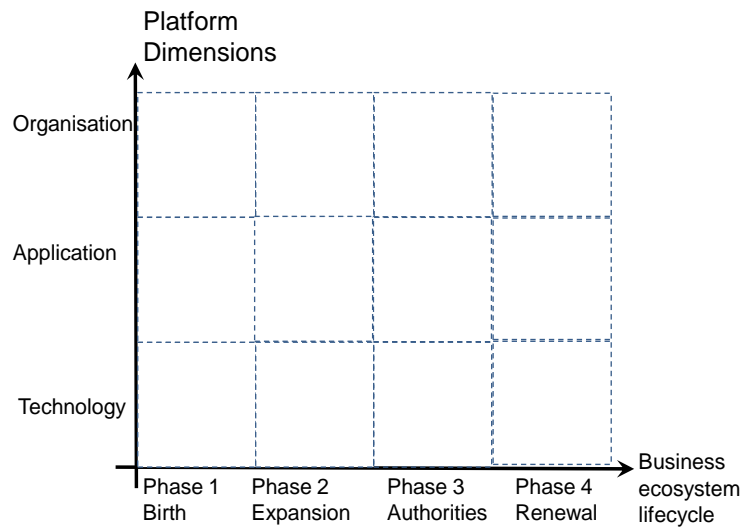 Platform
Dimensions
Organisation
Application
Technology
Phase 1
Birth
Phase 2
Expansion
Phase 3
Authorities
Phase 4
Renewal
Business
ecosystem
lifecycle